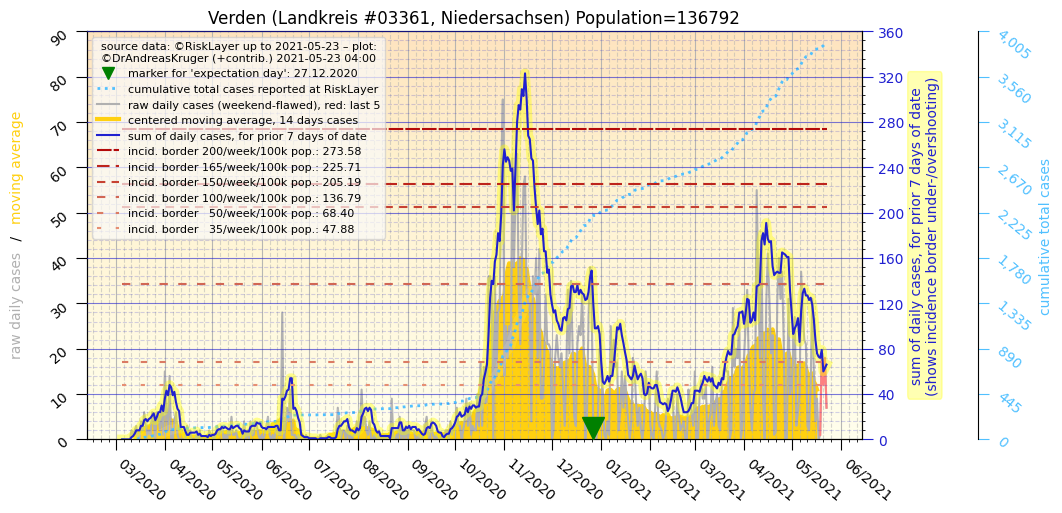 Verden (Landkreis #03361, Niedersachsen) Population=136792
source data: ©RiskLayer up to 2021-05-23 – plot:
©DrAndreasKruger (+contrib.) 2021-05-23 04:00
marker for 'expectation day': 27.12.2020
cumulative total cases reported at RiskLayer
raw daily cases (weekend-flawed), red: last 5
centered moving average, 14 days cases
sum of daily cases, for prior 7 days of date
incid. border 200/week/100k pop.: 273.58
incid. border 165/week/100k pop.: 225.71
incid. border 150/week/100k pop.: 205.19
incid. border 100/week/100k pop.: 136.79
incid. border   50/week/100k pop.: 68.40
incid. border   35/week/100k pop.: 47.88
raw daily cases / moving average
90
80
70
60
50
40
30
20
10
0
03/2020
04/2020
05/2020
06/2020
07/2020
08/2020
09/2020
10/2020
11/2020
12/2020
01/2021
02/2021
03/2021
04/2021
05/2021
06/2021
360
320
280
240
200
160
120
80
40
0
sum of daily cases, for prior 7 days of date
(shows incidence border under-/overshooting)
4,005
3,560
3,115
2,670
2,225
1,780
1,335
890
445
0
cumulative total cases